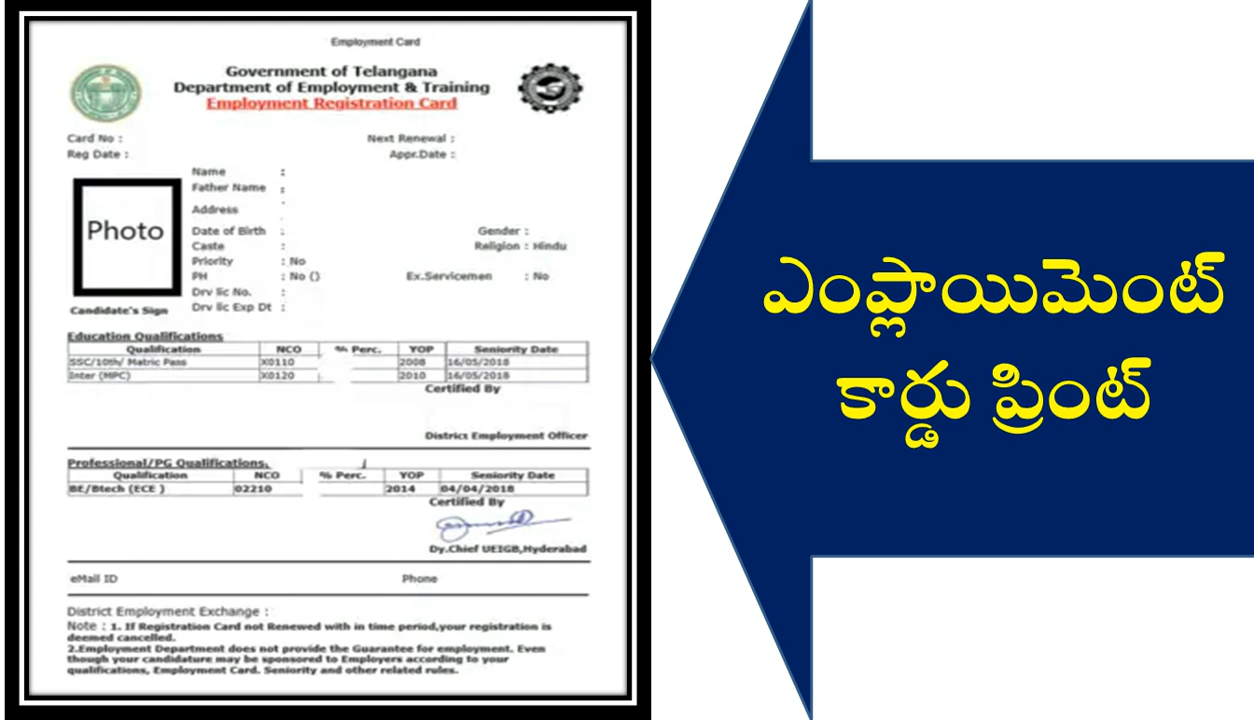 Employment Card
Government of Telangana
Department of Employment & Training
Employment Registration Card
Card No :
Next Renewal :
Reg Date :
Appr.Date :
Name :
Father Name :
Address
Photo
Date of Birth :
Gender :
Caste :
Religion : Hindu
Priority : No
PH : No ()
Ex.Servicemen : No
Drv lic No. :
Candidate's Sign
Drv lic Exp Dt :
Education Qualifications
Qualification NCO % Perc. YOP Seniority Date
SSC/10th/ Matric Pass X0110 2008 16/05/2018
Inter (MPC) X0120 2010 16/05/2018
Certified By
District Employment Officer
Professional/PG Qualifications.
Qualification NCO % Perc. YOP Seniority Date
BE/Btech (ECE ) 02210 2014 04/04/2018
Certified By
Dy.Chief UEIGB,Hyderabad
eMail ID
Phone
District Employment Exchange :
Note : 1. If Registration Card not Renewed with in time period,your registration is
deemed cancelled.
2.Employment Department does not provide the Guarantee for employment. Even
though your candidature may be sponsored to Employers according to your
qualifications, Employment Card. Seniority and other related rules.
ఎంప్లాయిమెంట్
కార్డు ప్రింట్